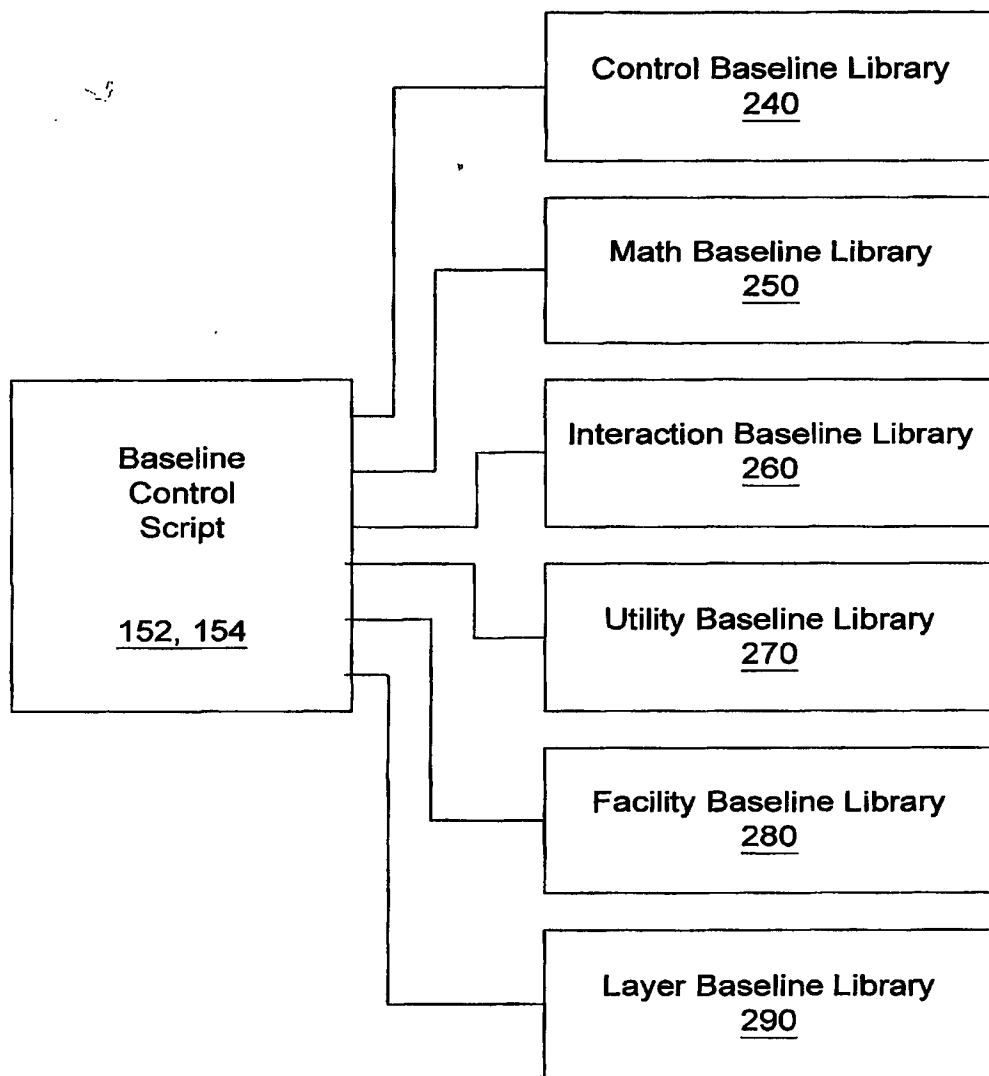 Control Baseline Library
240
Math Baseline Library
250
Interaction Baseline Library
260
Baseline
Control
Script
152, 154
Utility Baseline Library
270
Facility Baseline Library
280
Layer Baseline Library
290